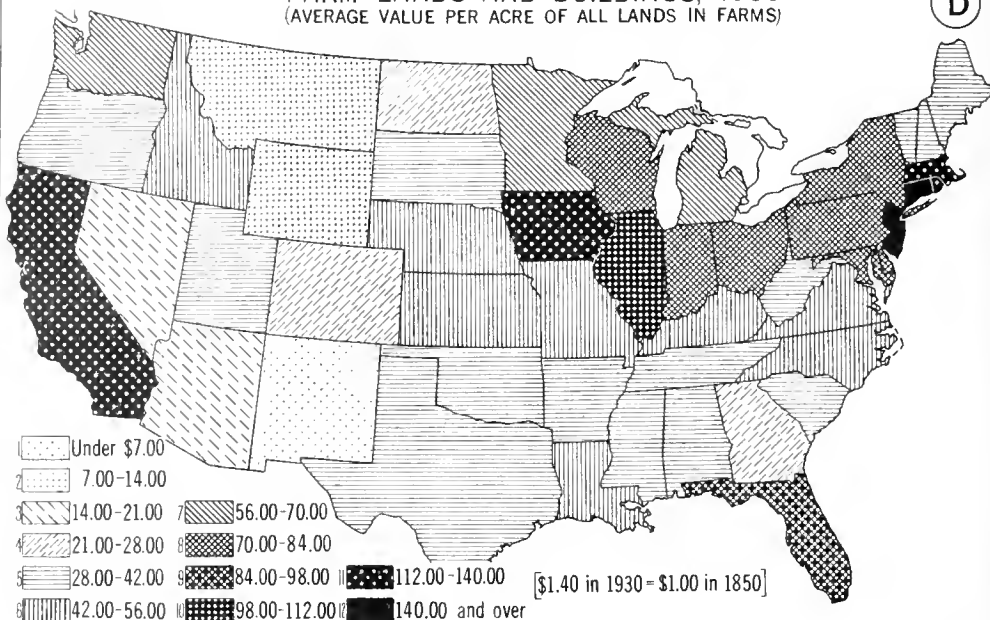 (AVERAGE VALUE PER ACRE OF ALL LANDS IN FARMS)
D
1 Under $7.00
2 7.00-14.00
3 14.00-21.00
4 21.00-28.00
5 28.00-42.00
6 42.00-56.00
7 56.00-70.00
8 70.00-84.00
9 84.00-98.00
10 98.00-112.00
11 112.00-140.00
12 140.00 and over
[$1.40 in 1930 = $1.00 in 1850]